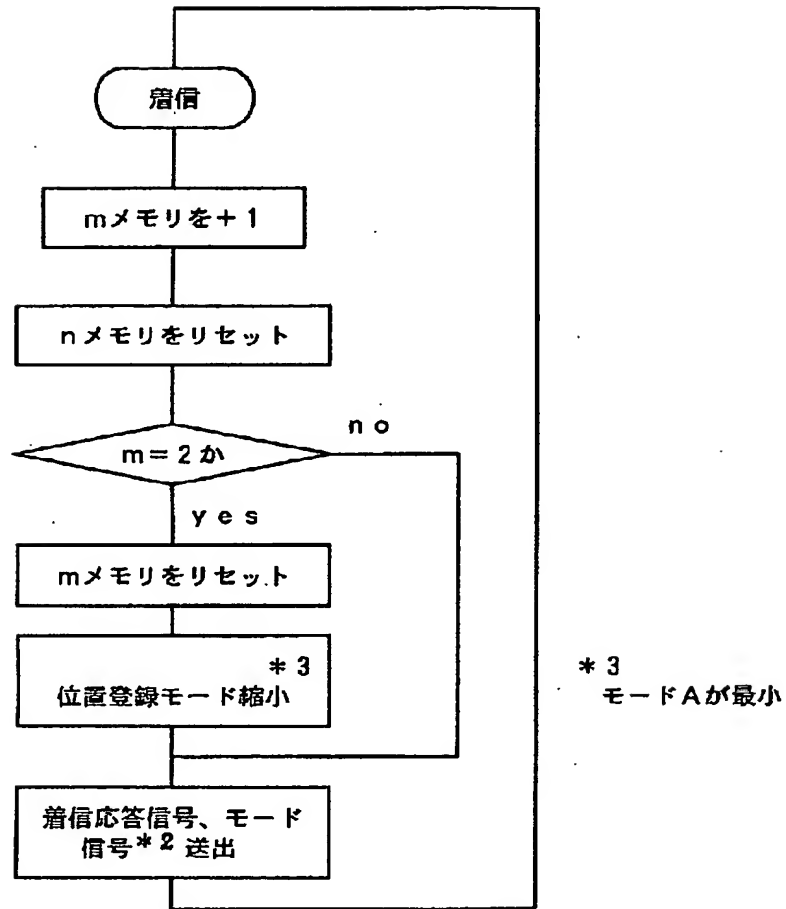 着信
mメモリを+1
nメモリをリセット
no
m=2か
yes
mメモリをリセット
*3
位置登録モード縮小
*3
モードAが最小
着信応答信号、モード
信号*2 送出